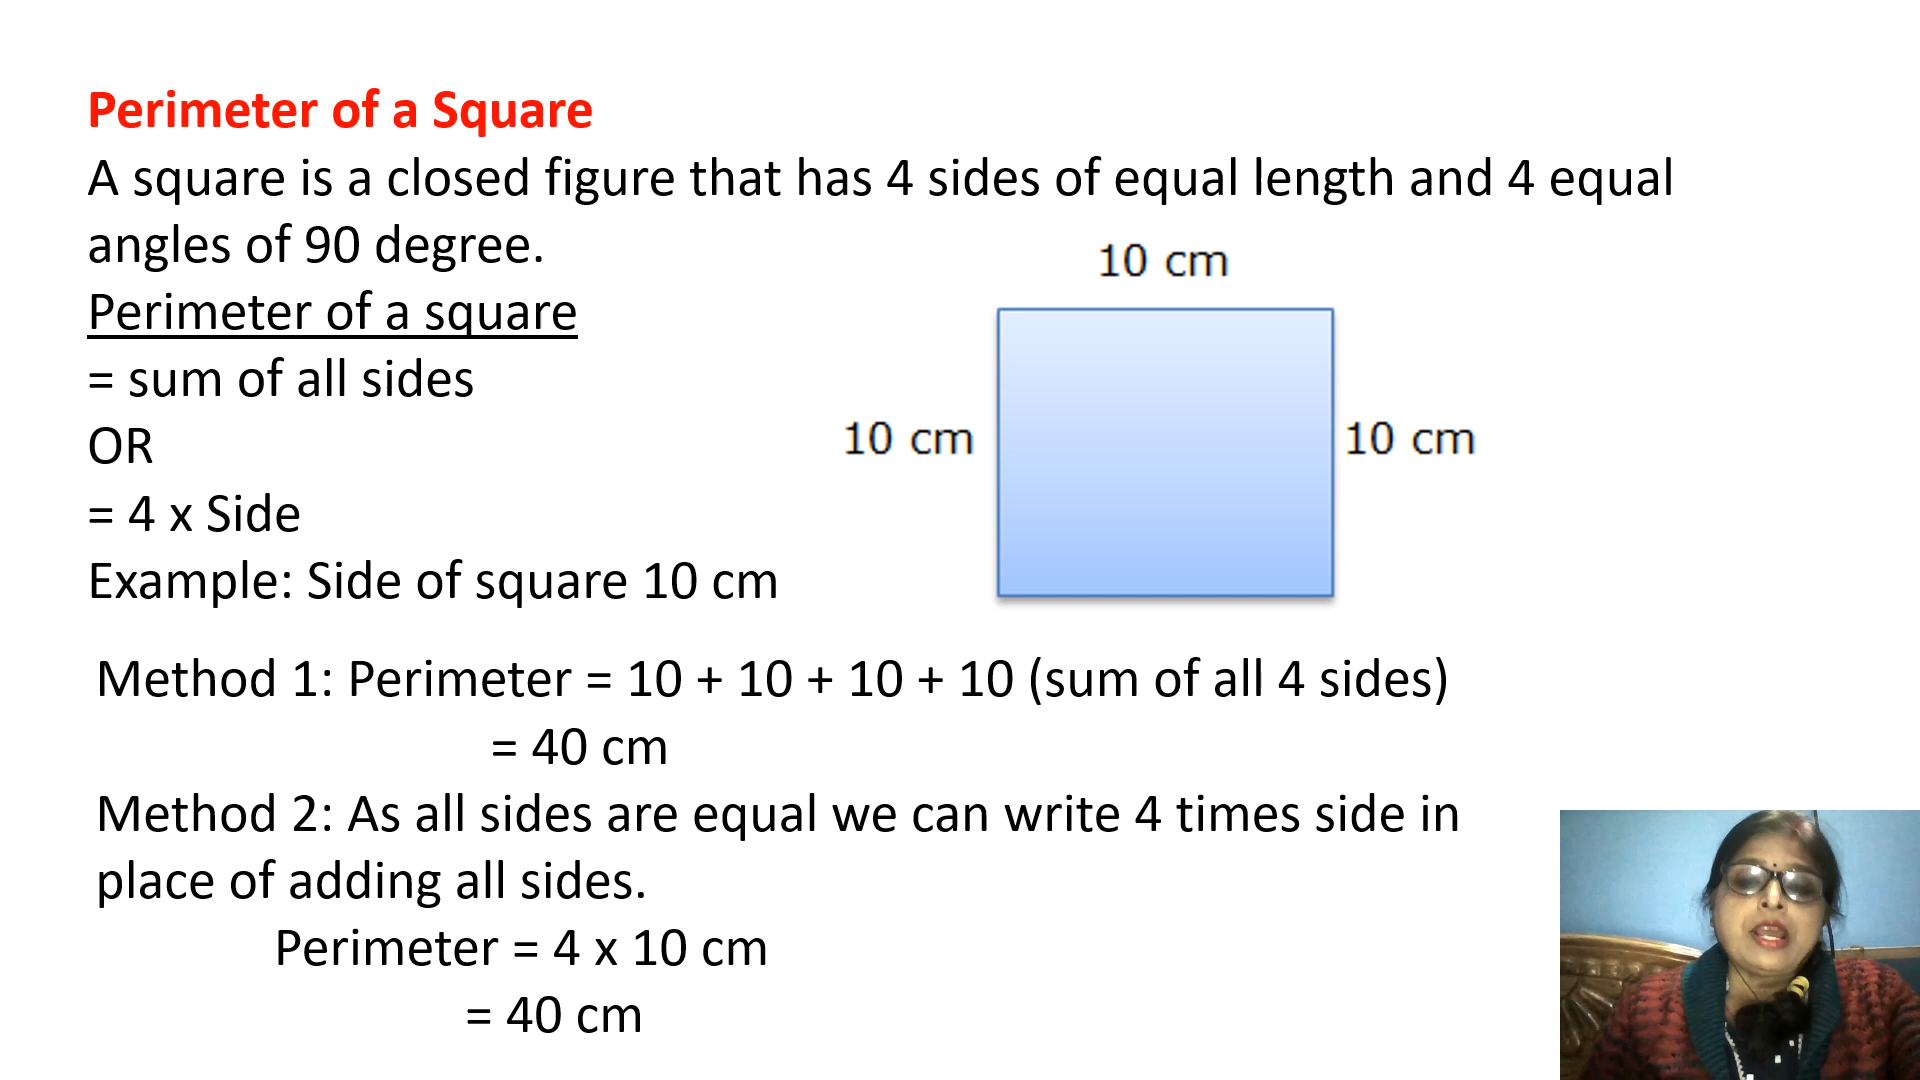 Perimeter of a Square
A square is a closed figure that has 4 sides of equal length and 4 equal
angles of 90 degree.
Perimeter of a square
= sum of all sides
OR
= 4 x Side
Example: Side of square 10 cm
10 cm
10 cm
10 cm
Method 1: Perimeter = 10 + 10 + 10 + 10 (sum of all 4 sides)
= 40 cm
Method 2: As all sides are equal we can write 4 times side in
place of adding all sides.
Perimeter = 4 x 10 cm
= 40 cm